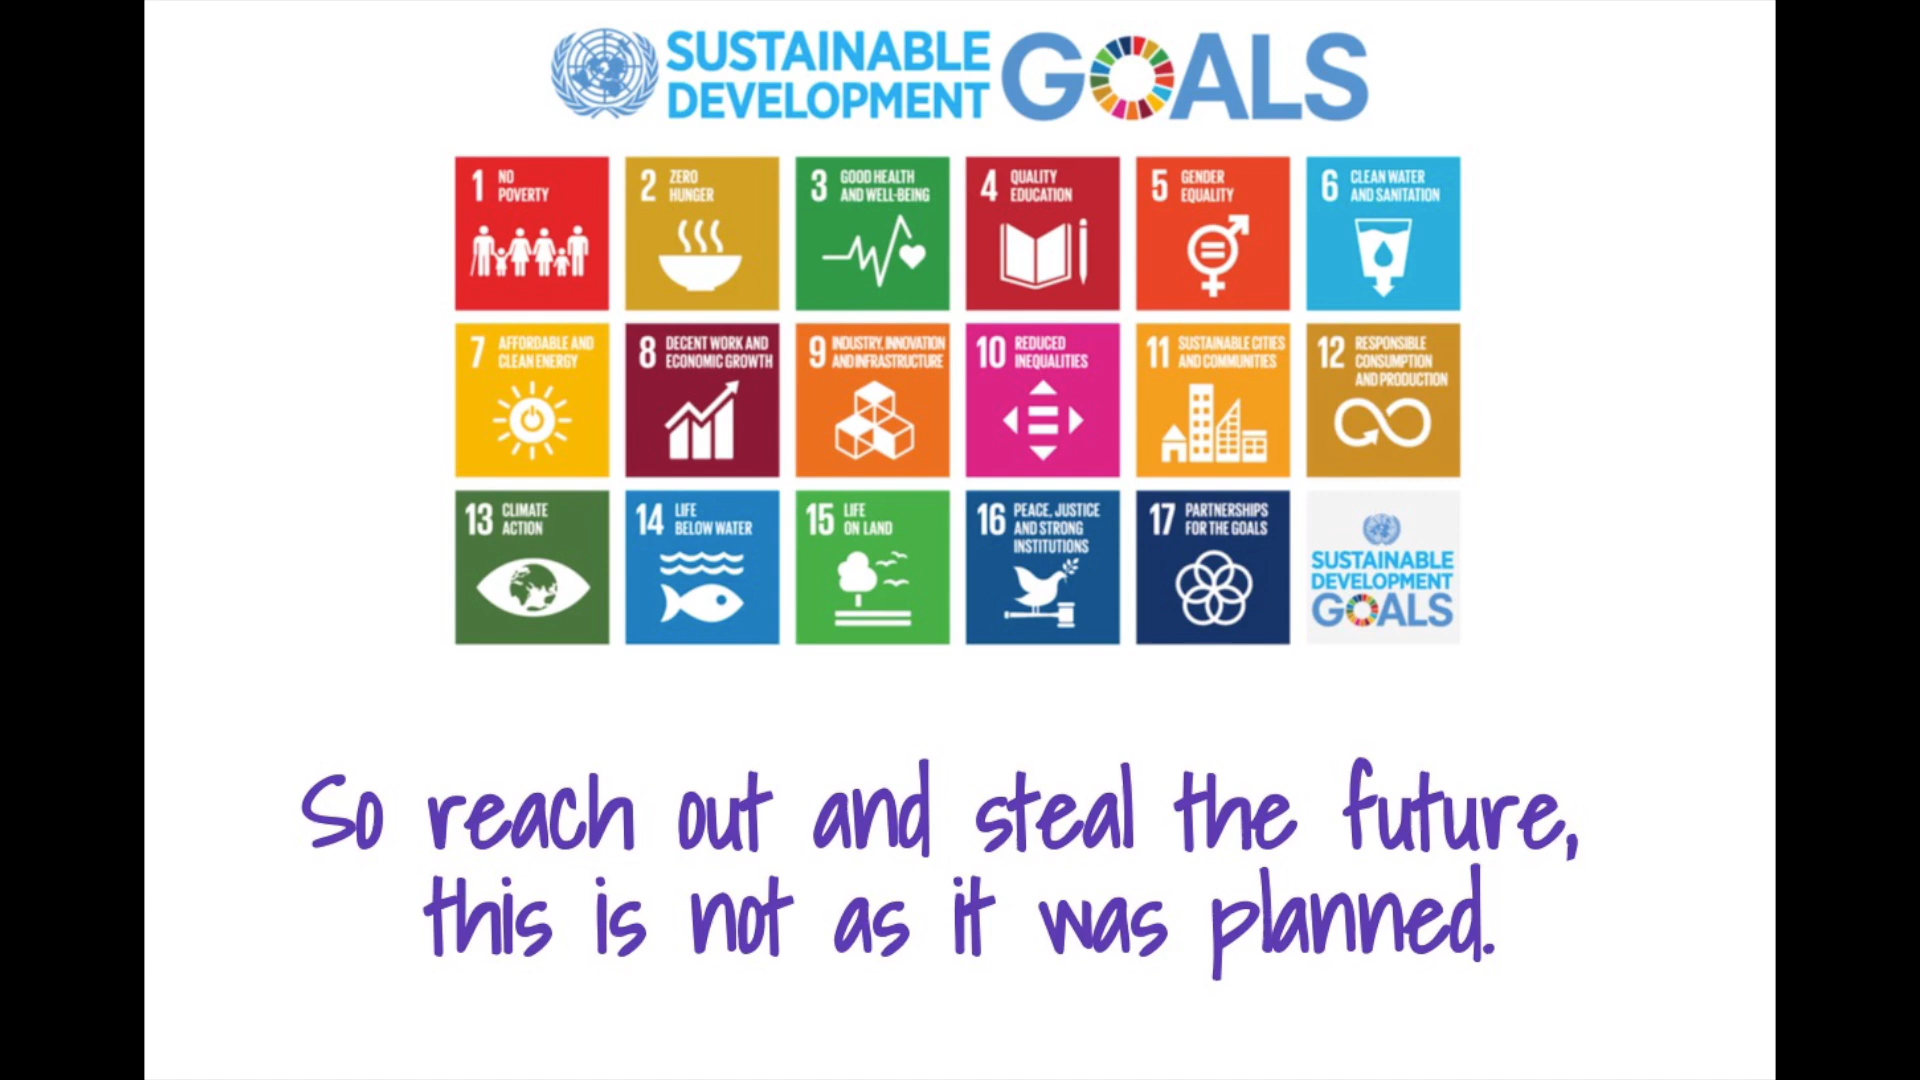 SUSTAINABLE
DEVELOPMENT GOALS
1 NO
POVERTY
2 ZERO
HUNGER
3 GOOD HEALTH
AND WELL-BEING
4 QUALITY
EDUCATION
5 GENDER
EQUALITY
6 CLEAN WATER
AND SANITATION
7 AFFORDABLE AND
CLEAN ENERGY
8 DECENT WORK AND
ECONOMIC GROWTH
9 INDUSTRY, INNOVATION
AND INFRASTRUCTURE
10 REDUCED
INEQUALITIES
11 SUSTAINABLE CITIES
AND COMMUNITIES
12 RESPONSIBLE
CONSUMPTION
AND PRODUCTION
13 CLIMATE
ACTION
14 LIFE
BELOW WATER
15 LIFE
ON LAND
16 PEACE, JUSTICE
AND STRONG
INSTITUTIONS
17 PARTNERSHIPS
FOR THE GOALS
SUSTAINABLE
DEVELOPMENT
GOALS
So reach out and steal the future,
this is not as it was planned.